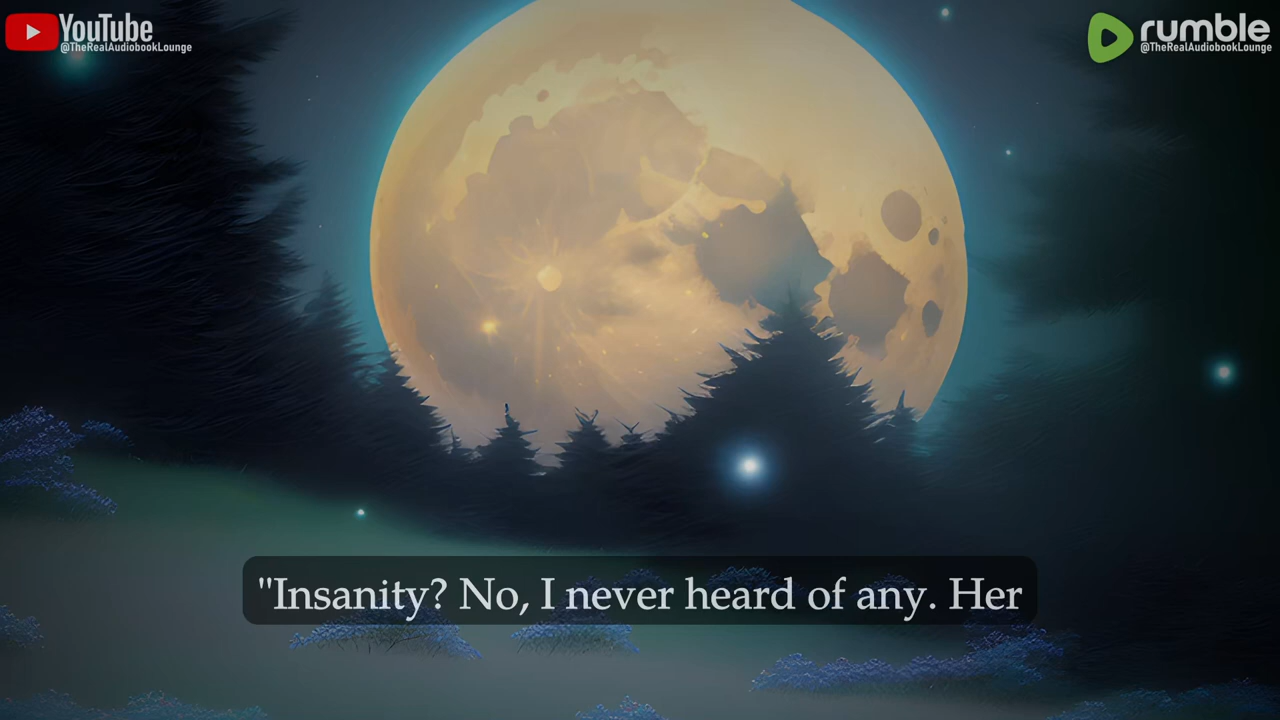 YouTube
@TheRealAudiobookLounge
rumble
@TheRealAudiobookLounge
"Insanity? No, I never heard of any. Her